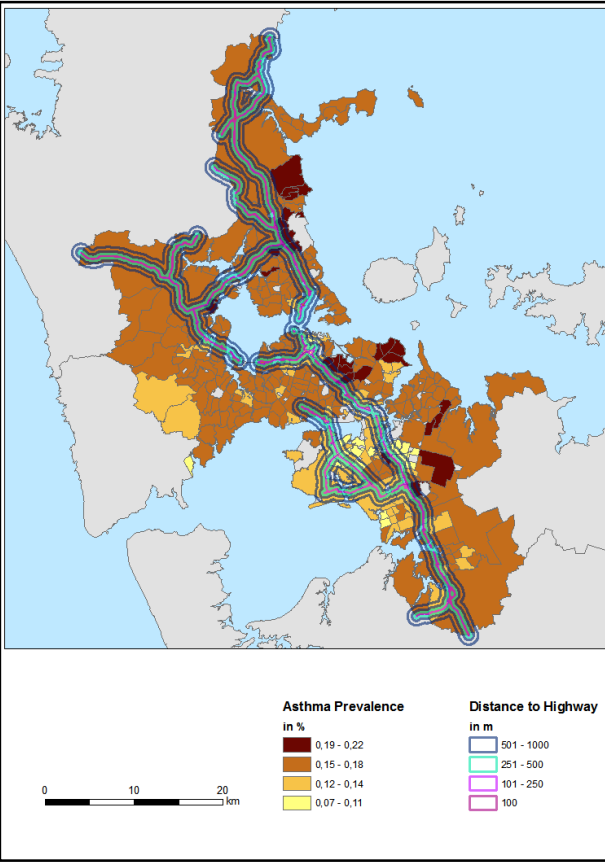 Asthma Prevalence
in %
0,19 - 0,22
0,15 - 0,18
0,12 - 0,14
0,07 - 0,11
Distance to Highway
in m
501 - 1000
251 - 500
101 - 250
100
0 10 20
km